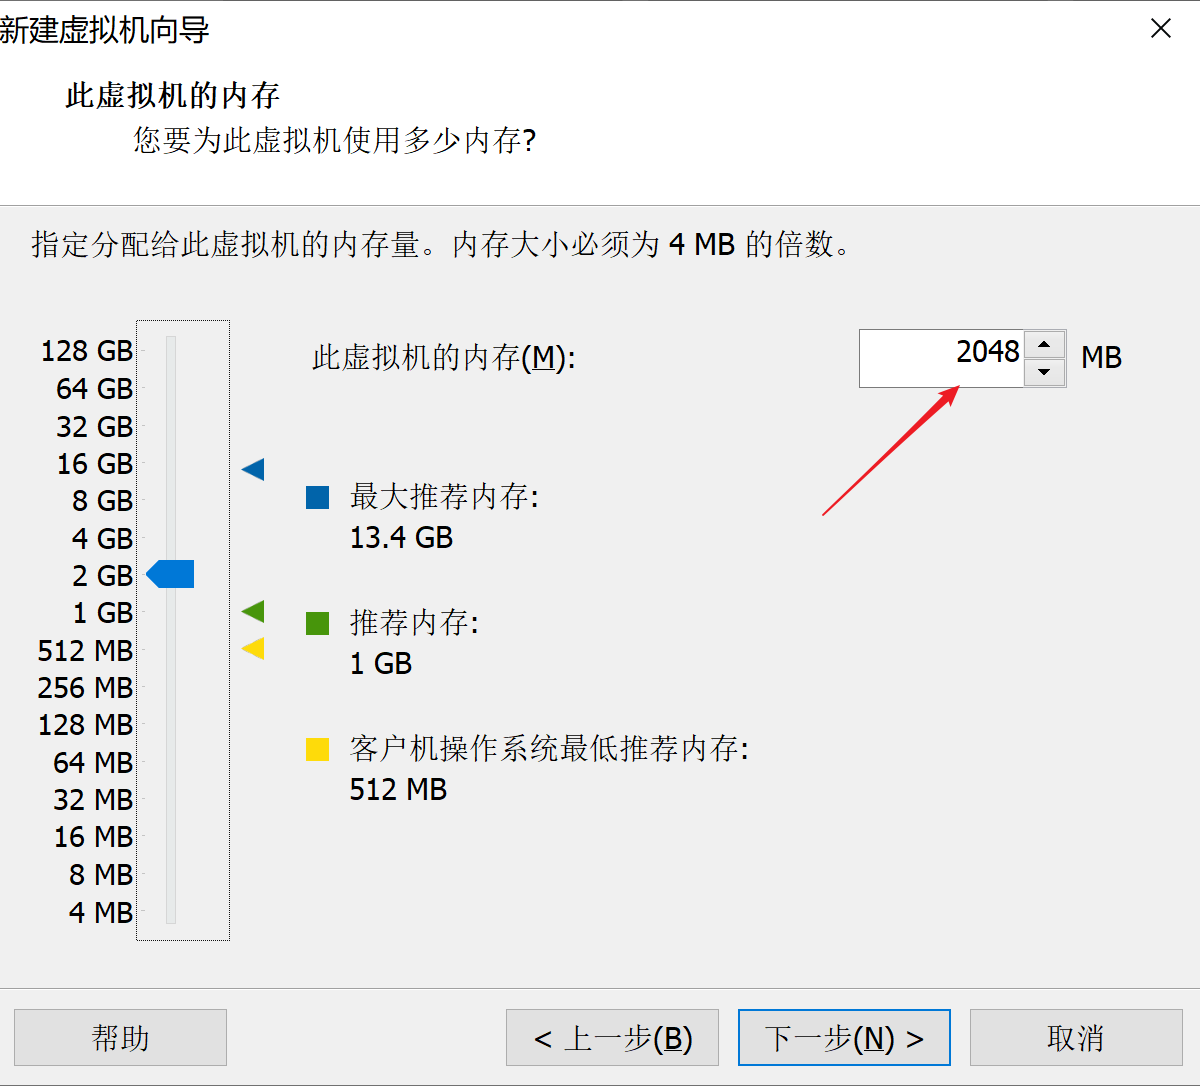 新建虚拟机向导
此虚拟机的内存
您要为此虚拟机使用多少内存?
指定分配给此虚拟机的内存量。内存大小必须为 4 MB 的倍数。
128 GB
64 GB
32 GB
16 GB
8 GB
4 GB
2 GB
1 GB
512 MB
256 MB
128 MB
64 MB
32 MB
16 MB
8 MB
4 MB
此虚拟机的内存(M):
2048
MB
最大推荐内存:
13.4 GB
推荐内存:
1 GB
客户机操作系统最低推荐内存:
512 MB
帮助
< 上一步(B)
下一步(N) >
取消